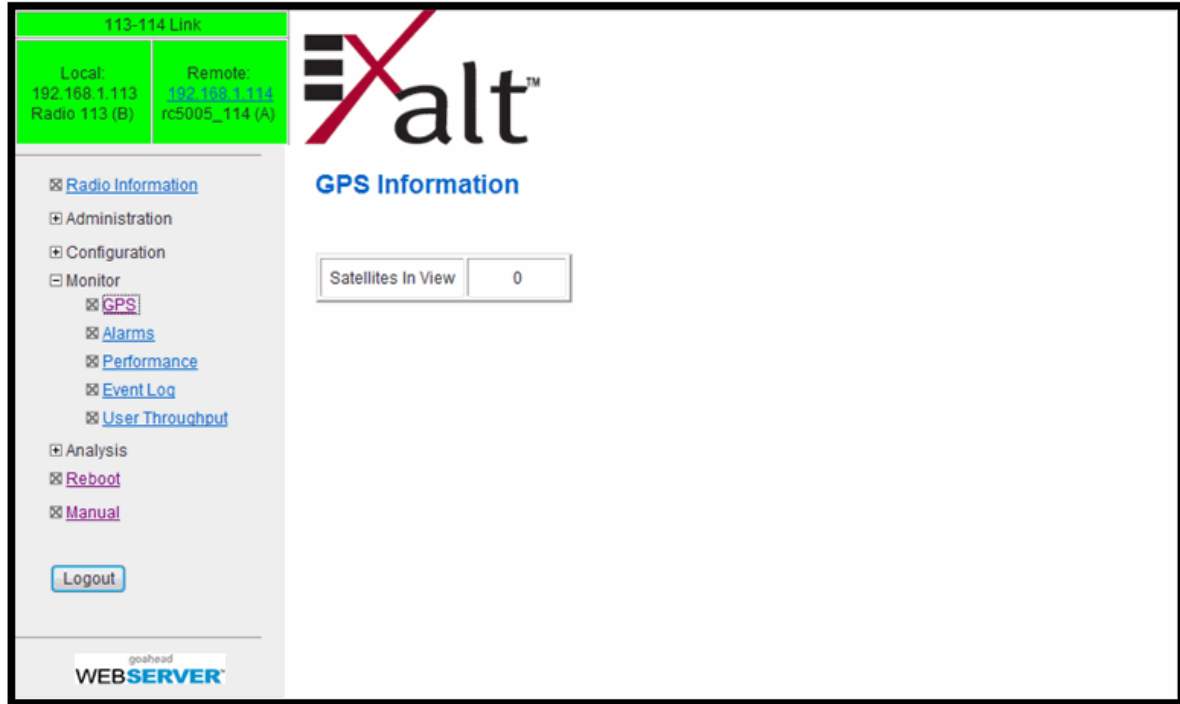 113-114 Link
Local:
192.168.1.113
Radio 113 (B)
Remote:
192.168.1.114
rc5005_114 (A)
Exalt™
Radio Information
Administration
Configuration
Monitor
GPS
Alarms
Performance
Event Log
User Throughput
Analysis
Reboot
Manual
Logout
goahead
WEBSERVER™
GPS Information
Satellites In View 0